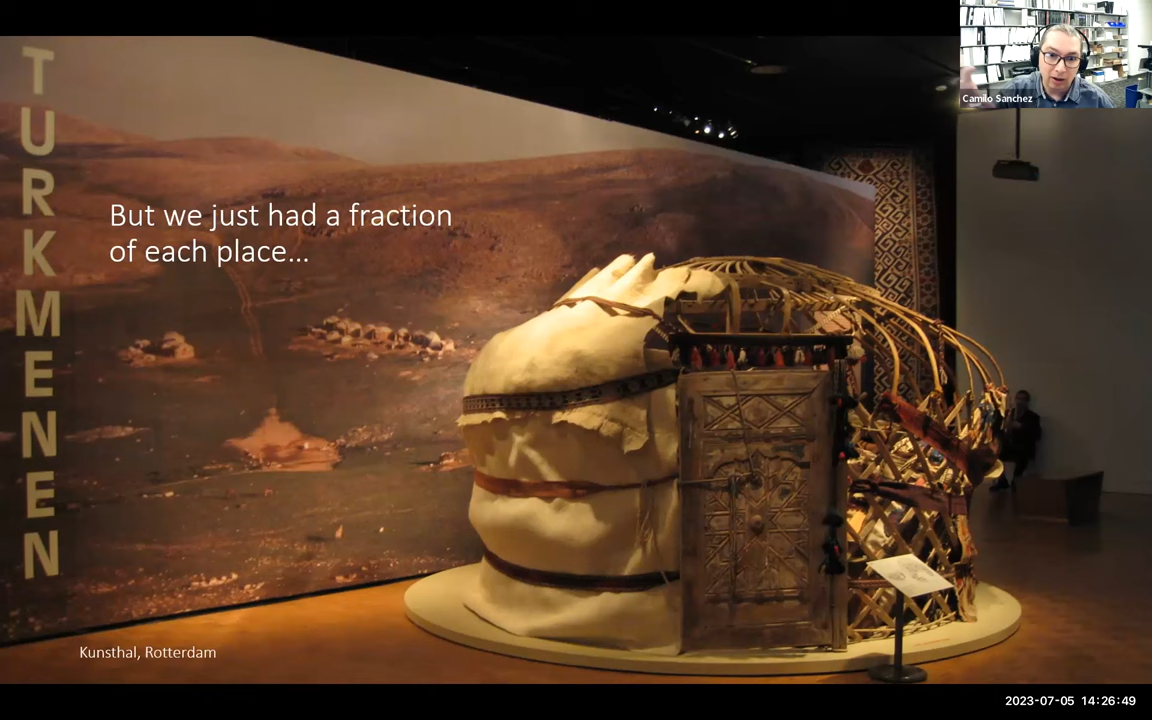 TURKMENEN
But we just had a fraction
of each place...
Kunsthal, Rotterdam
Camilo Sanchez
2023-07-05 14:26:49